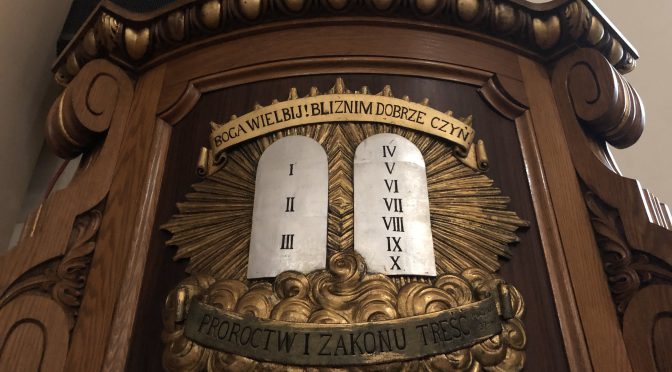 BOGA WIELBIJ! BLIZNIM DOBRZE CZYŃ
I
II
III
IV
V
VI
VII
VIII
IX
X
PROROCTW I ZAKONU TREŚĆ